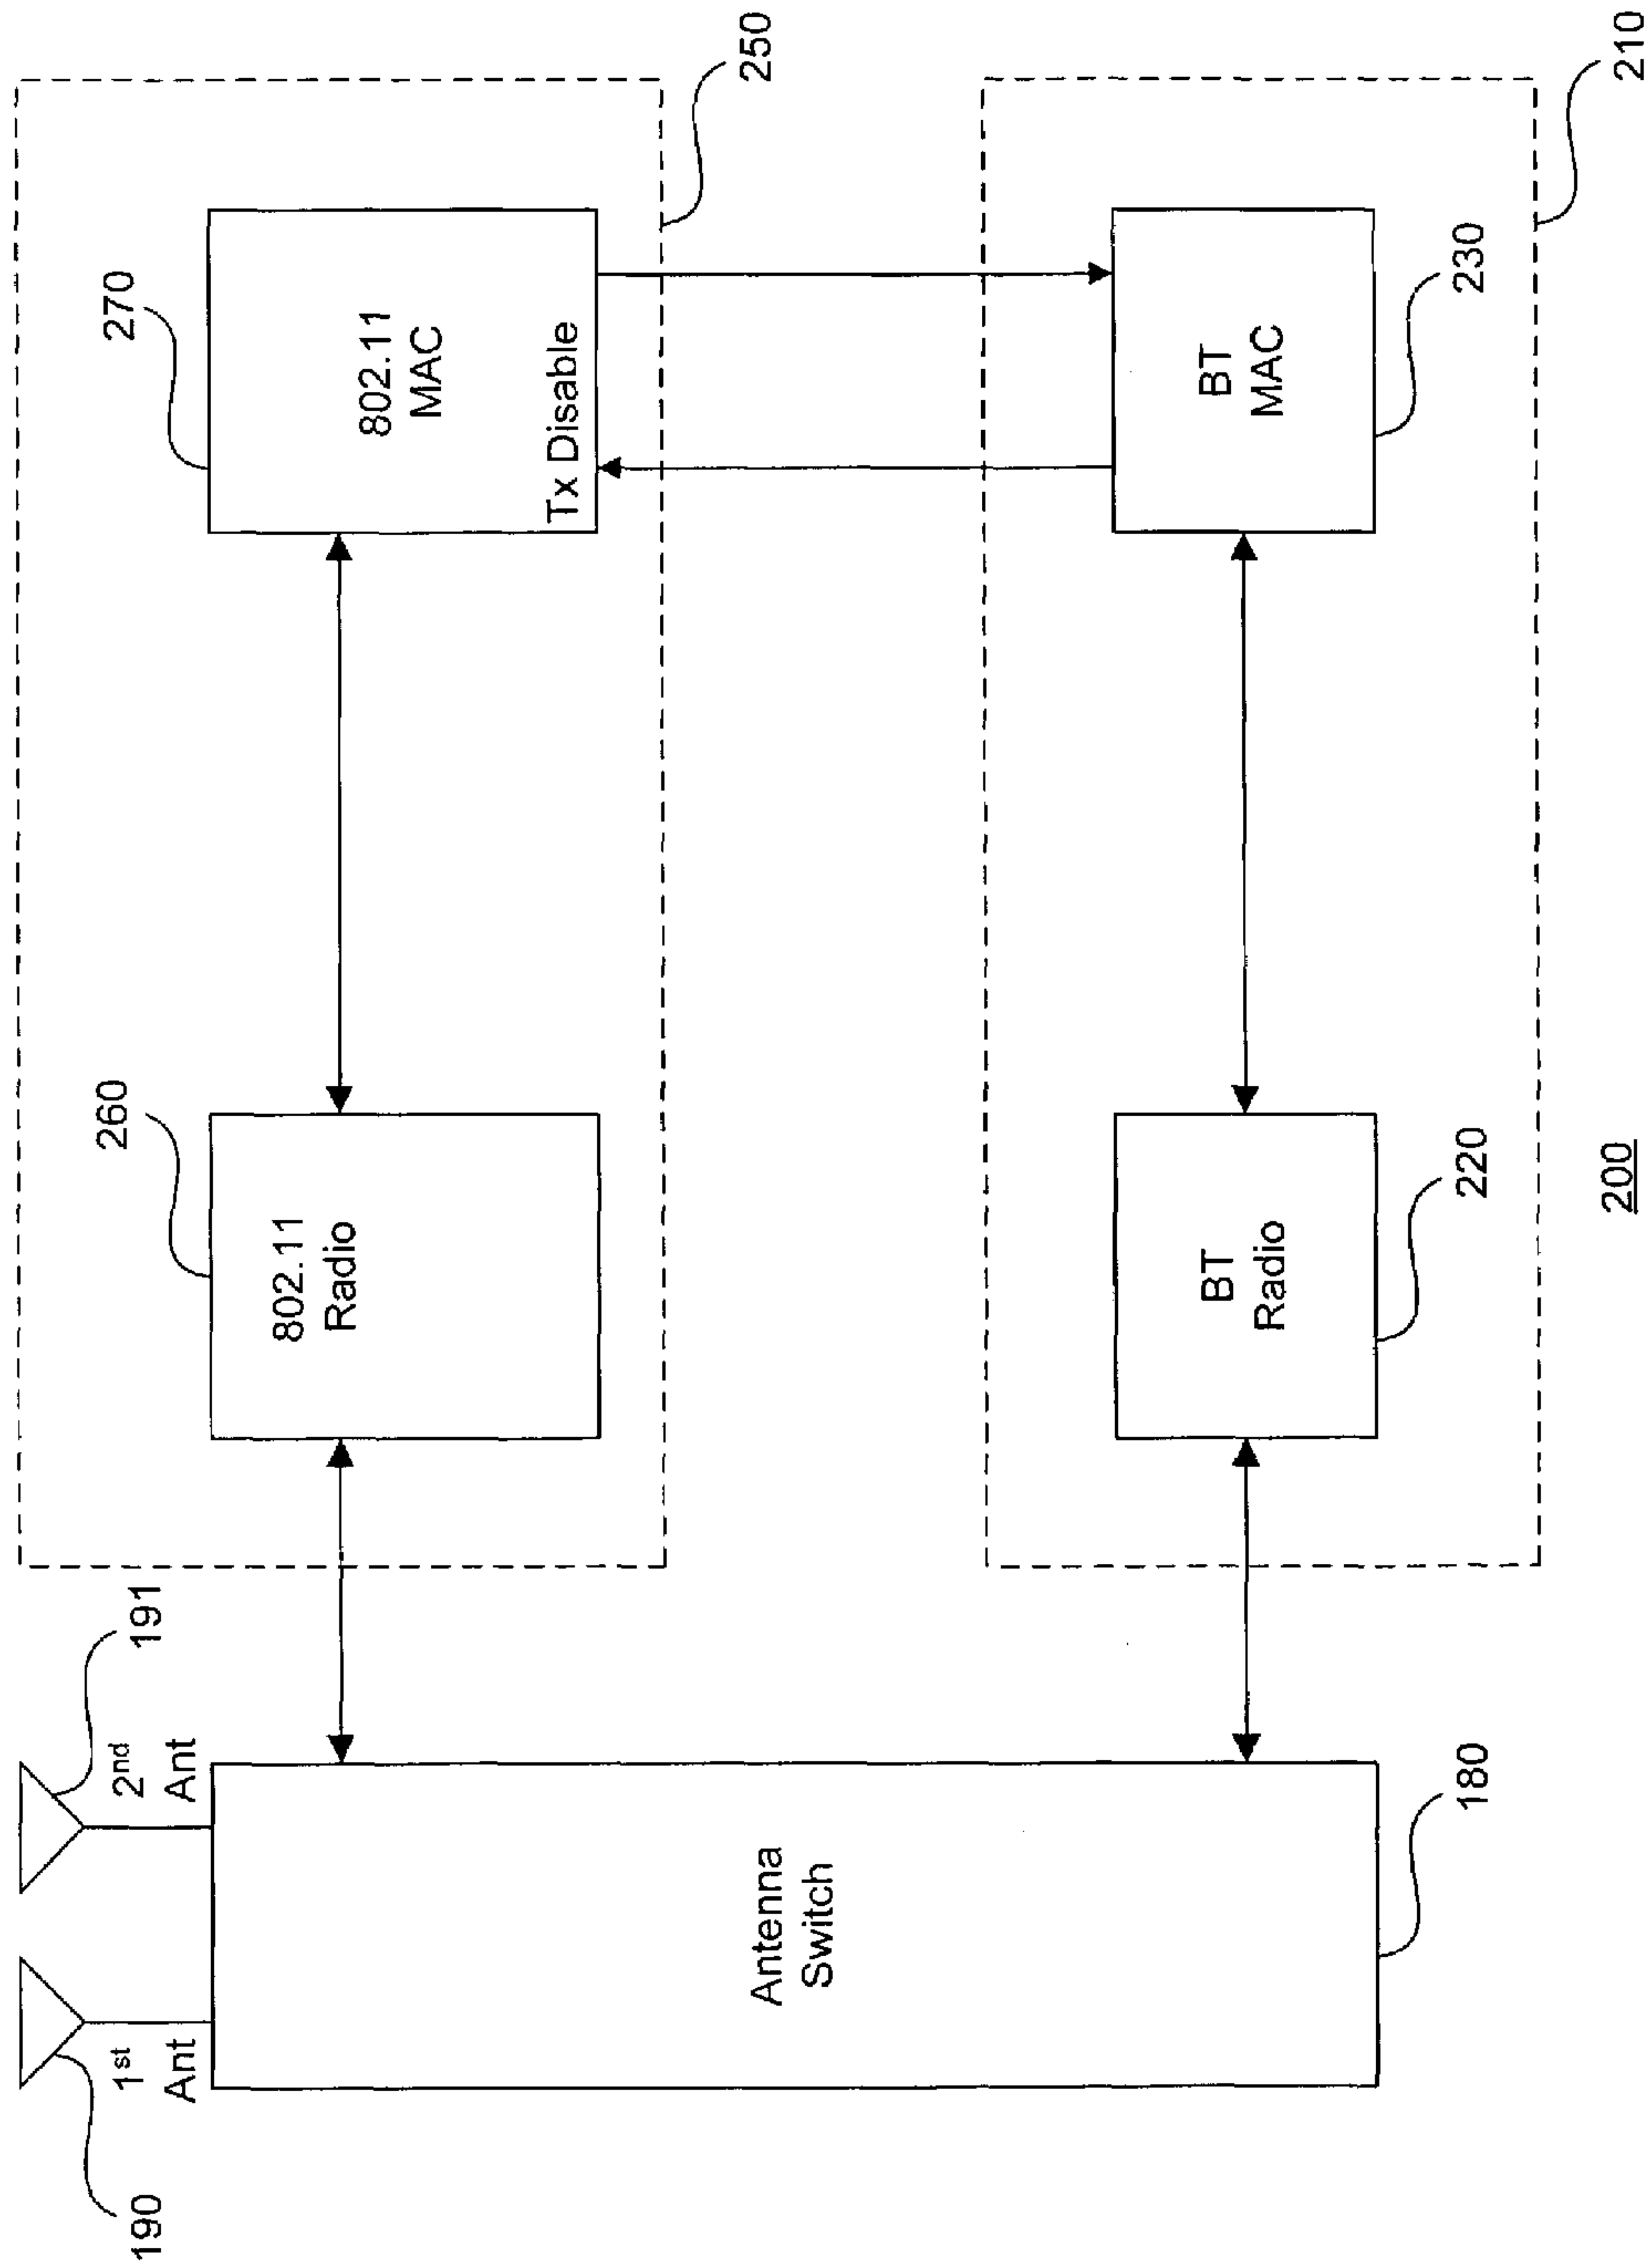 190
1st
Ant
2nd
Ant
191
Antenna
Switch
180
260
802.11
Radio
270
802.11
MAC
Tx Disable
250
BT
Radio
220
BT
MAC
230
210
200